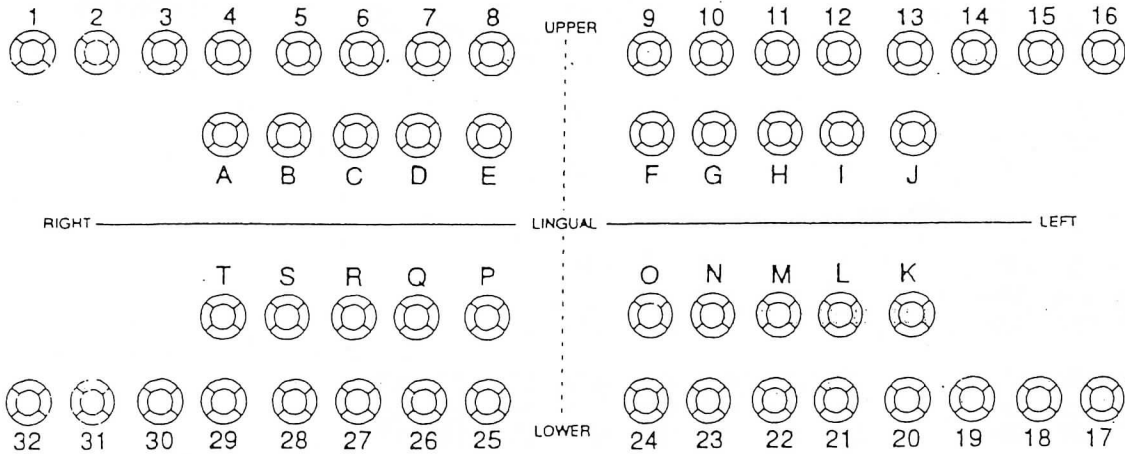 1 2 3 4 5 6 7 8 UPPER 9 10 11 12 13 14 15 16
A B C D E F G H I J
RIGHT LINGUAL LEFT
T S R Q P O N M L K
32 31 30 29 28 27 26 25 LOWER 24 23 22 21 20 19 18 17